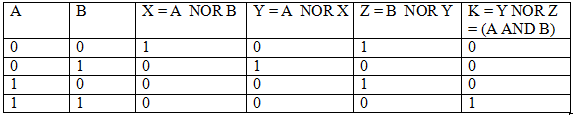 A B X = A NOR B Y = A NOR X Z = B NOR Y K = Y NOR Z
= (A AND B)
0 0 1 0 1 0
0 1 0 1 0 0
1 0 0 0 1 0
1 1 0 0 0 1